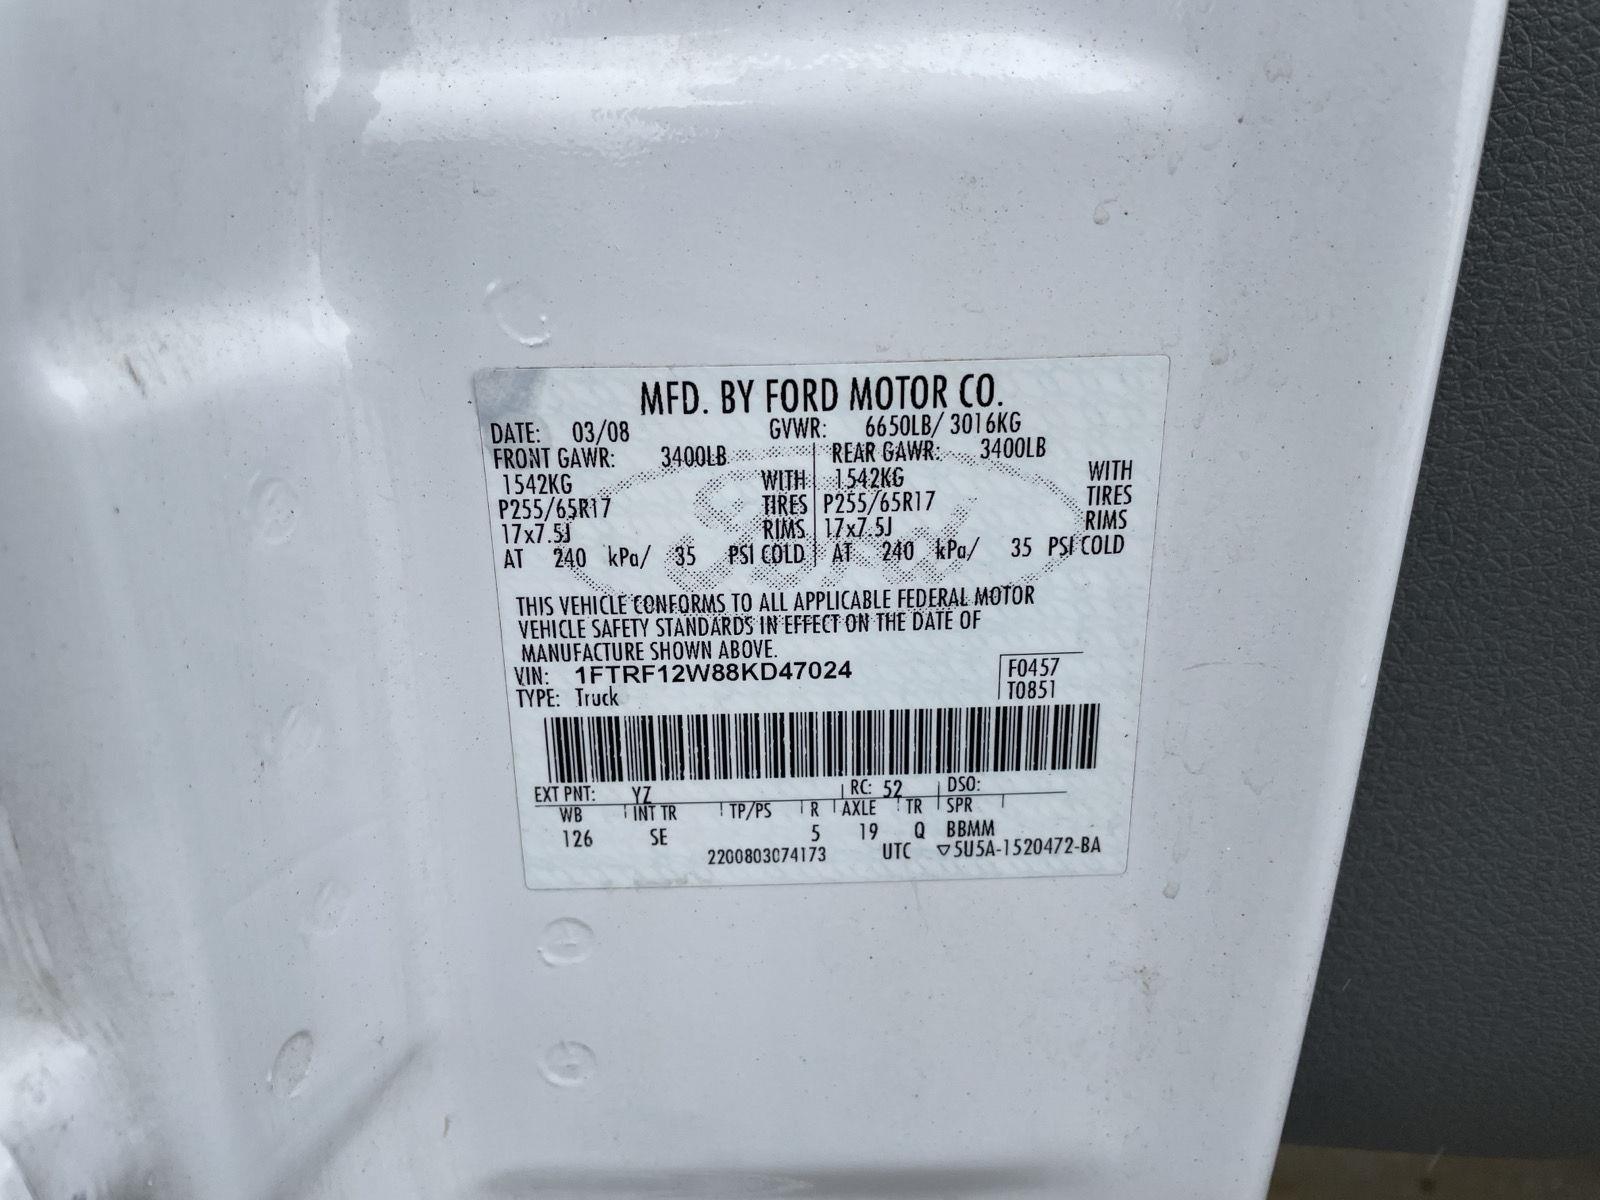 MFD. BY FORD MOTOR CO.
DATE: 03/08 GVWR: 6650LB/ 3016KG
FRONT GAWR: 3400LB REAR GAWR: 3400LB
1542KG WITH 1542KG WITH
P255/65R17 TIRES P255/65R17 TIRES
17x7.5J RIMS 17x7.5J RIMS
AT 240 kPa/ 35 PSI COLD AT 240 kPa/ 35 PSI COLD
THIS VEHICLE CONFORMS TO ALL APPLICABLE FEDERAL MOTOR
VEHICLE SAFETY STANDARDS IN EFFECT ON THE DATE OF
MANUFACTURE SHOWN ABOVE.
VIN: 1FTRF12W88KD47024 F0457
TYPE: Truck T0851
EXT PNT: YZ RC: 52 DSO:
WB INT TR TP/PS R AXLE TR SPR
126 SE 5 19 Q BBMM
2200803074173 UTC ▽5U5A-1520472-BA